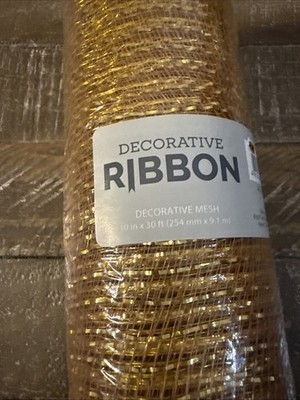 DECORATIVE
RIBBON
DECORATIVE MESH
10 in x 30 ft (254 mm x 9.1 m)